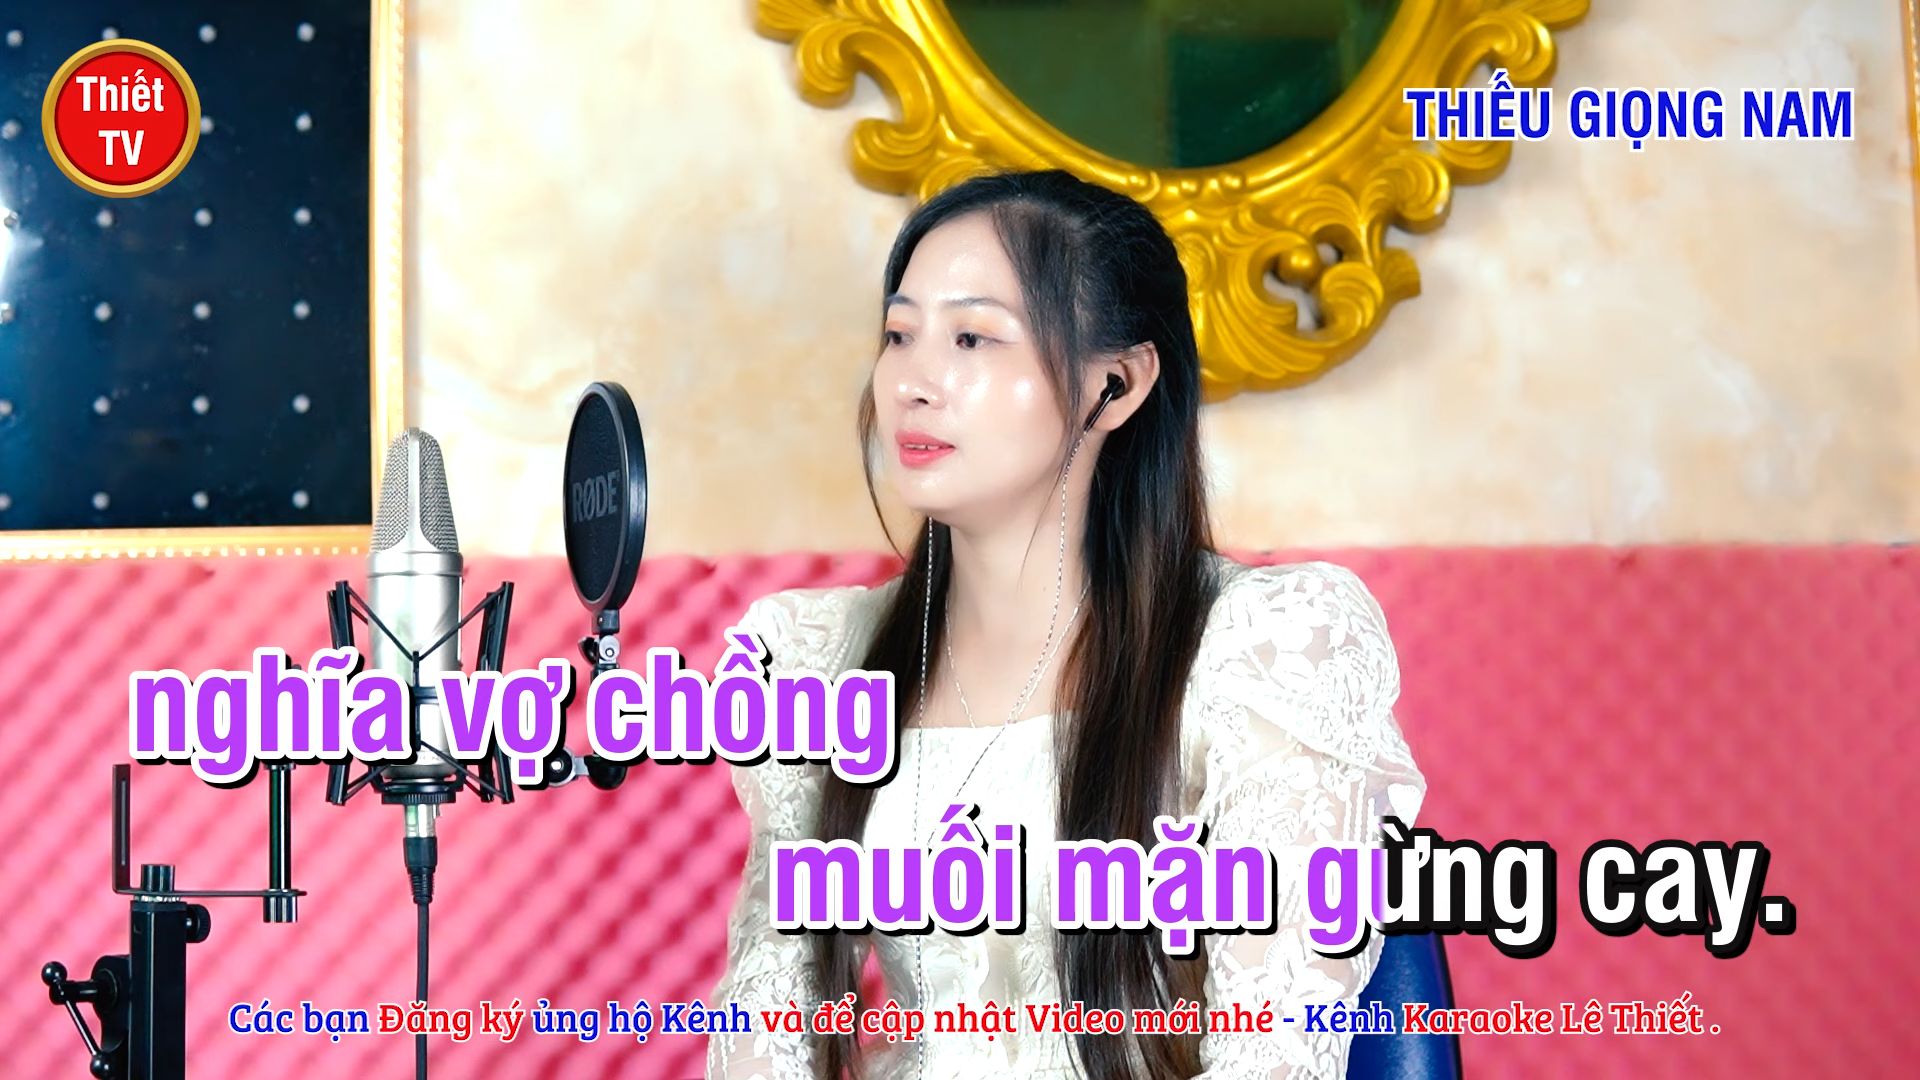 Thiết
TV
THIẾU GIỌNG NAM
RØDE
nghĩa vợ chồng
muối mặn gừng cay.
Các bạn Đăng ký ủng hộ Kênh và để cập nhật Video mới nhé - Kênh Karaoke Lê Thiết .